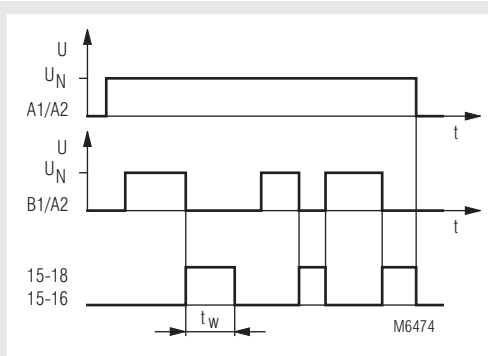 U
U_N
A1/A2
t
U
U_N
B1/A2
t
15-18
15-16
t_w
M6474